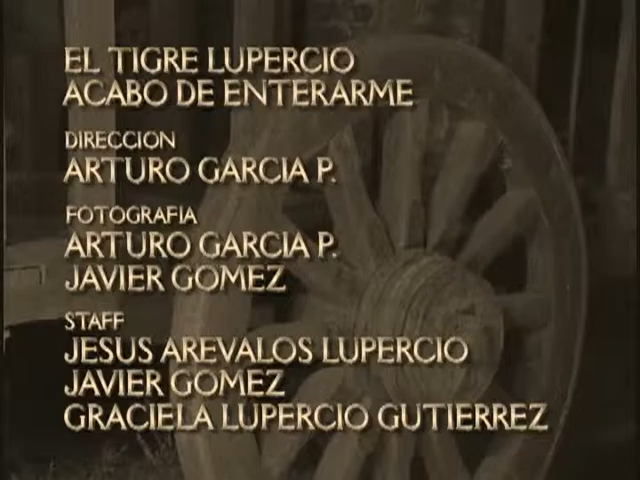 EL TIGRE LUPERCIO
ACABO DE ENTERARME
DIRECCION
ARTURO GARCIA P.
FOTOGRAFIA
ARTURO GARCIA P.
JAVIER GOMEZ
STAFF
JESUS AREVALOS LUPERCIO
JAVIER GOMEZ
GRACIELA LUPERCIO GUTIERREZ